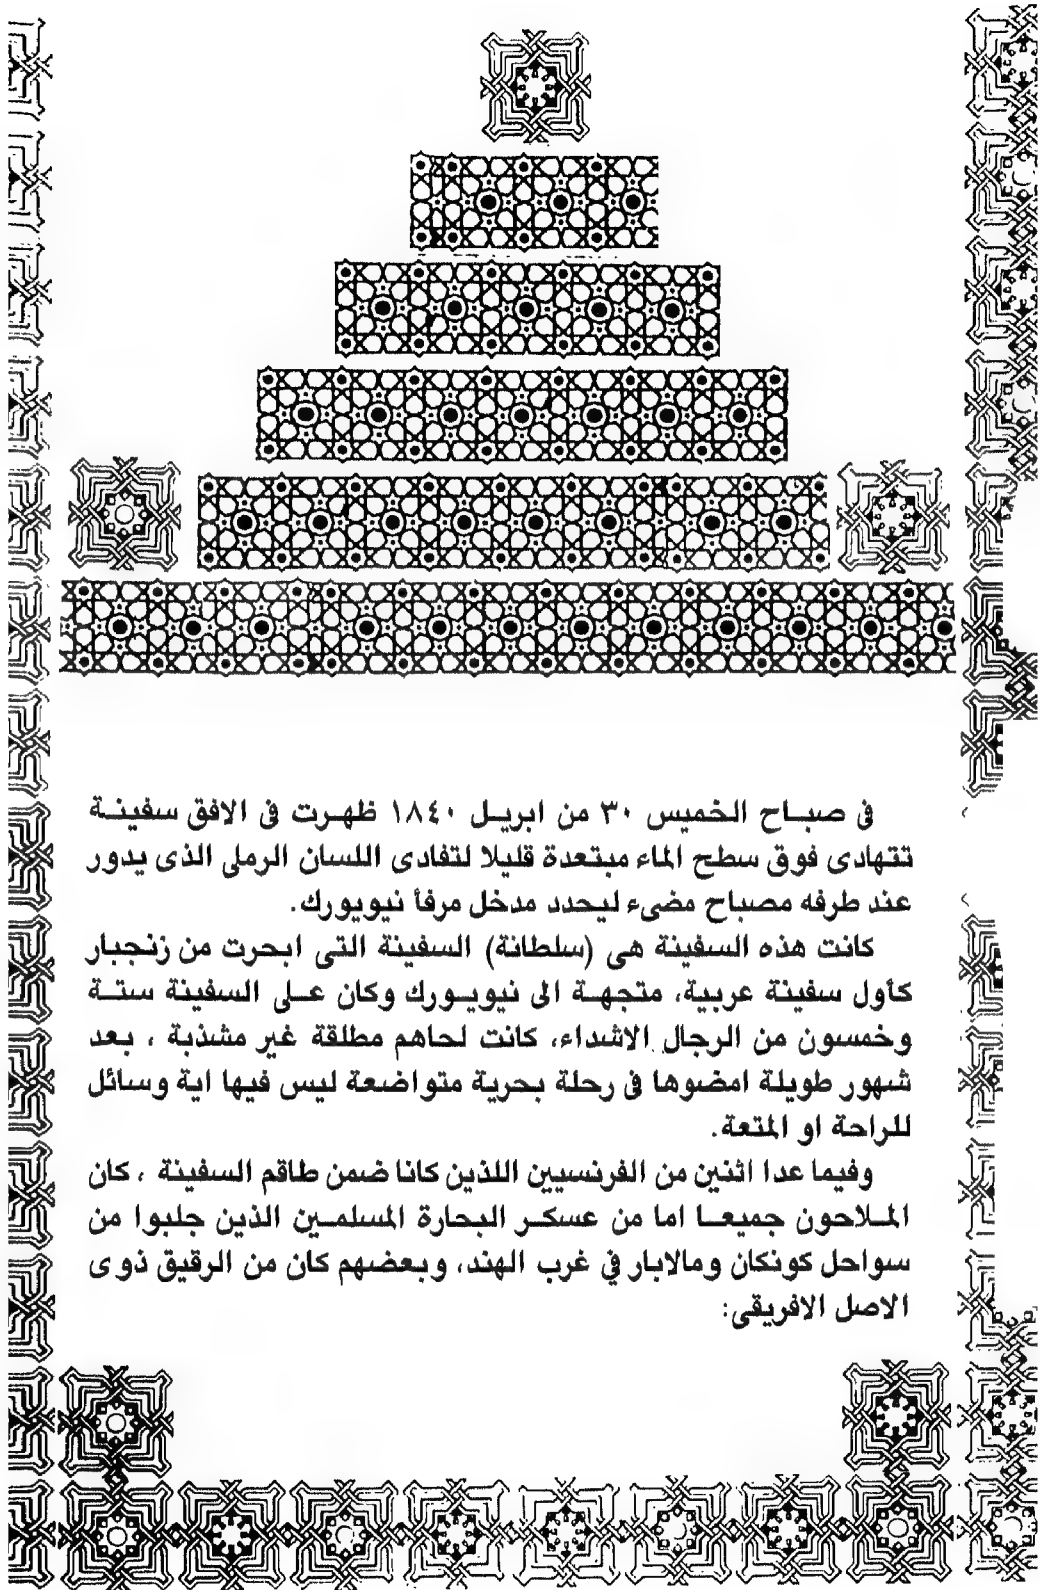 فى صباح الخميس ٣٠ من ابريل ١٨٤٠ ظهرت فى الافق سفينة
تتهادى فوق سطح الماء مبتعدة قليلا لتفادى اللسان الرملى الذى يدور
عند طرفه مصباح مضىء ليحدد مدخل مرفأ نيويورك.
كانت هذه السفينة هى (سلطانة) السفينة التى ابحرت من زنجبار
كأول سفينة عربية، متجهة الى نيويورك وكان على السفينة ستة
وخمسون من الرجال الاشداء، كانت لحاهم مطلقة غير مشذبة ، بعد
شهور طويلة امضوها فى رحلة بحرية متواضعة ليس فيها اية وسائل
للراحة او المتعة.
وفيما عدا اثنين من الفرنسيين اللذين كانا ضمن طاقم السفينة ، كان
الملاحون جميعا اما من عسكر البحارة المسلمين الذين جلبوا من
سواحل كونكان ومالابار في غرب الهند، وبعضهم كان من الرقيق ذوى
الاصل الافريقى: